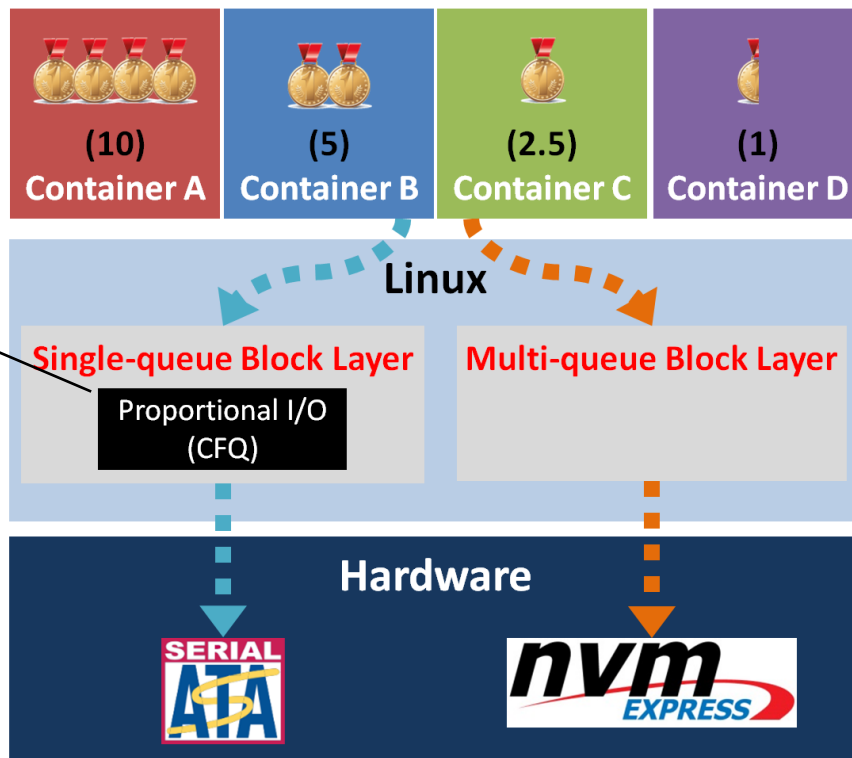 (10)
Container A
(5)
Container B
(2.5)
Container C
(1)
Container D
Linux
Single-queue Block Layer
Proportional I/O
(CFQ)
Multi-queue Block Layer
Hardware
SERIAL
ATA
nvm
EXPRESS